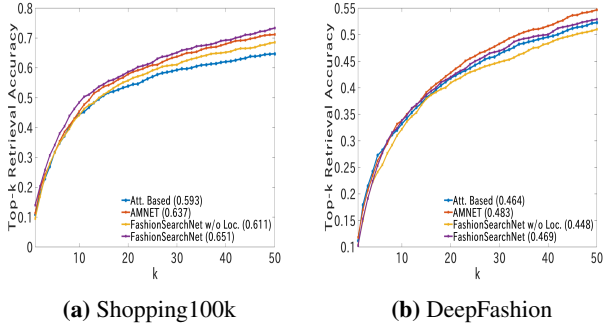 Top-k Retrieval Accuracy
0.8
0.7
0.6
0.5
0.4
0.3
0.2
0.1
0
10
20
30
40
50
k
Att. Based (0.593)
AMNET (0.637)
FashionSearchNet w/o Loc. (0.611)
FashionSearchNet (0.651)
(a) Shopping100k
Top-k Retrieval Accuracy
0.55
0.5
0.45
0.4
0.35
0.3
0.25
0.2
0.15
0.1
10
20
30
40
50
k
Att. Based (0.464)
AMNET (0.483)
FashionSearchNet w/o Loc. (0.448)
FashionSearchNet (0.469)
(b) DeepFashion